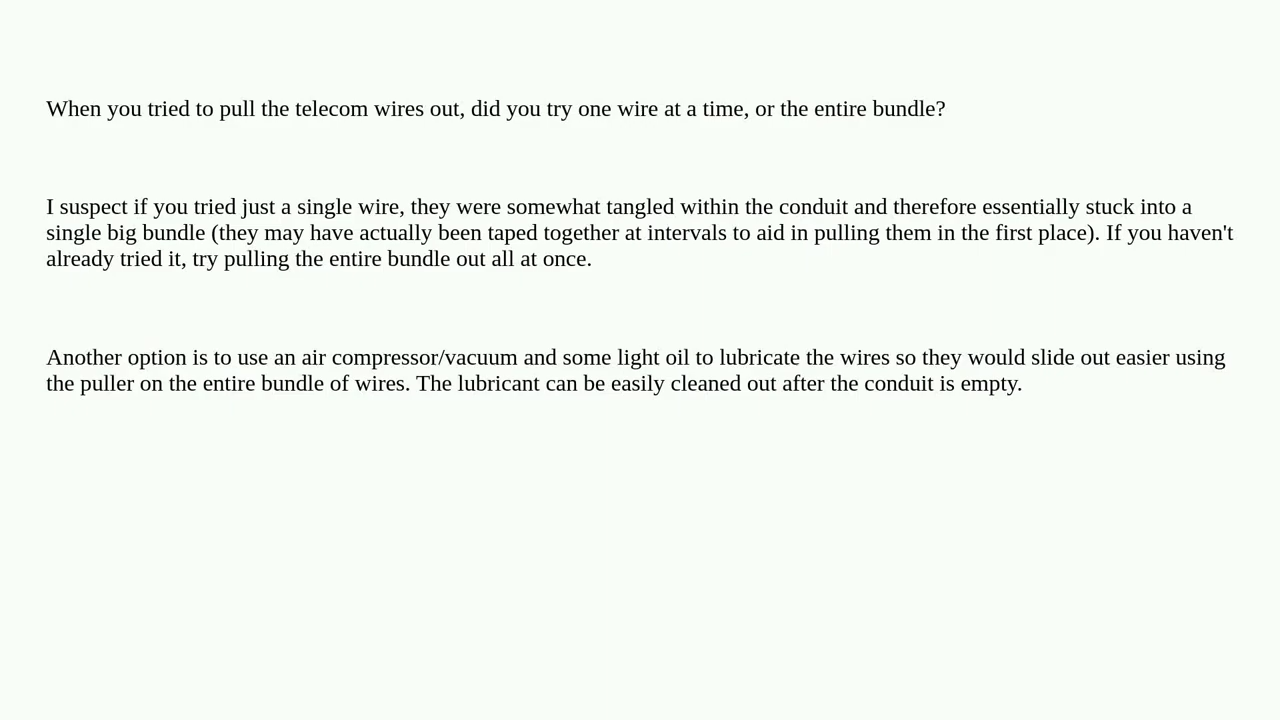 When you tried to pull the telecom wires out, did you try one wire at a time, or the entire bundle?
I suspect if you tried just a single wire, they were somewhat tangled within the conduit and therefore essentially stuck into a
single big bundle (they may have actually been taped together at intervals to aid in pulling them in the first place). If you haven't
already tried it, try pulling the entire bundle out all at once.
Another option is to use an air compressor/vacuum and some light oil to lubricate the wires so they would slide out easier using
the puller on the entire bundle of wires. The lubricant can be easily cleaned out after the conduit is empty.